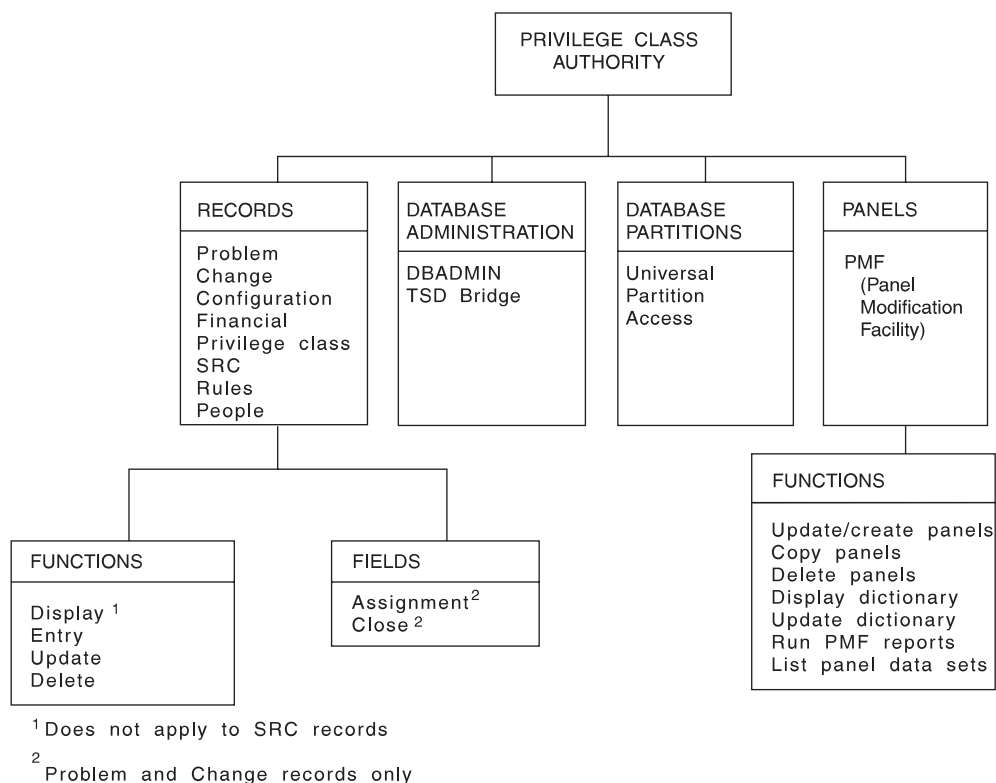 PRIVILEGE CLASS
AUTHORITY
RECORDS
Problem
Change
Configuration
Financial
Privilege class
SRC
Rules
People
DATABASE
ADMINISTRATION
DBADMIN
TSD Bridge
DATABASE
PARTITIONS
Universal
Partition
Access
PANELS
PMF
(Panel
Modification
Facility)
FUNCTIONS
Display 1
Entry
Update
Delete
FIELDS
Assignment 2
Close 2
FUNCTIONS
Update/create panels
Copy panels
Delete panels
Display dictionary
Update dictionary
Run PMF reports
List panel data sets
1 Does not apply to SRC records
2 Problem and Change records only